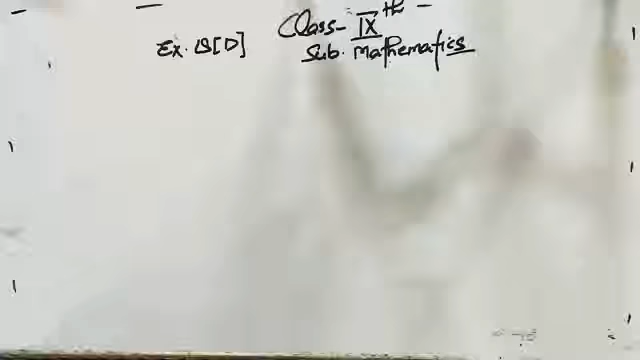 Class- IXth -
Ex. 13[D]
Sub. Mathematics